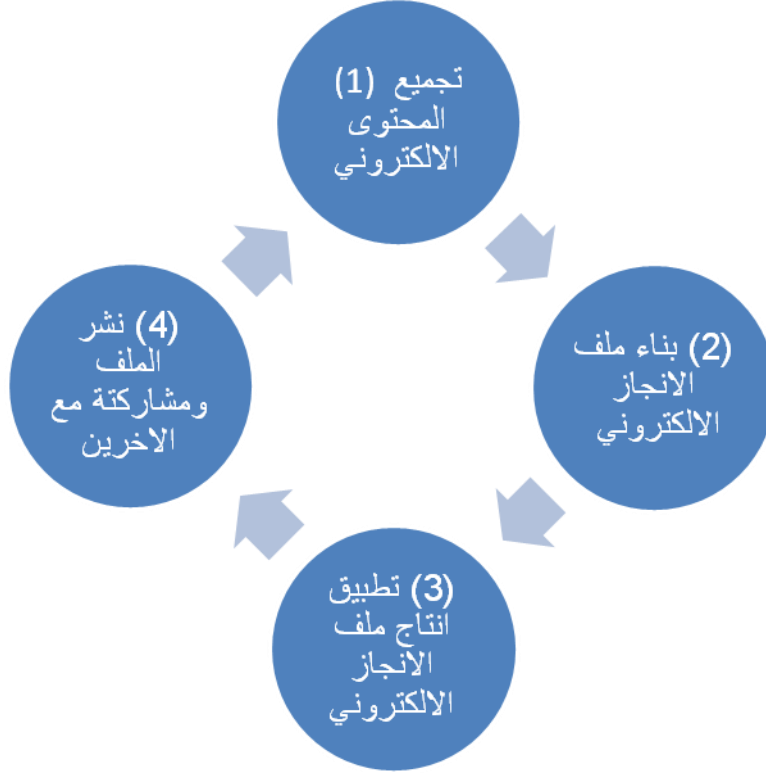 (1) تجميع
المحتوى
الالكتروني
(2) بناء ملف
الانجاز
الالكتروني
(3) تطبيق
انتاج ملف
الانجاز
الالكتروني
(4) نشر
الملف
ومشاركتة مع
الاخرين